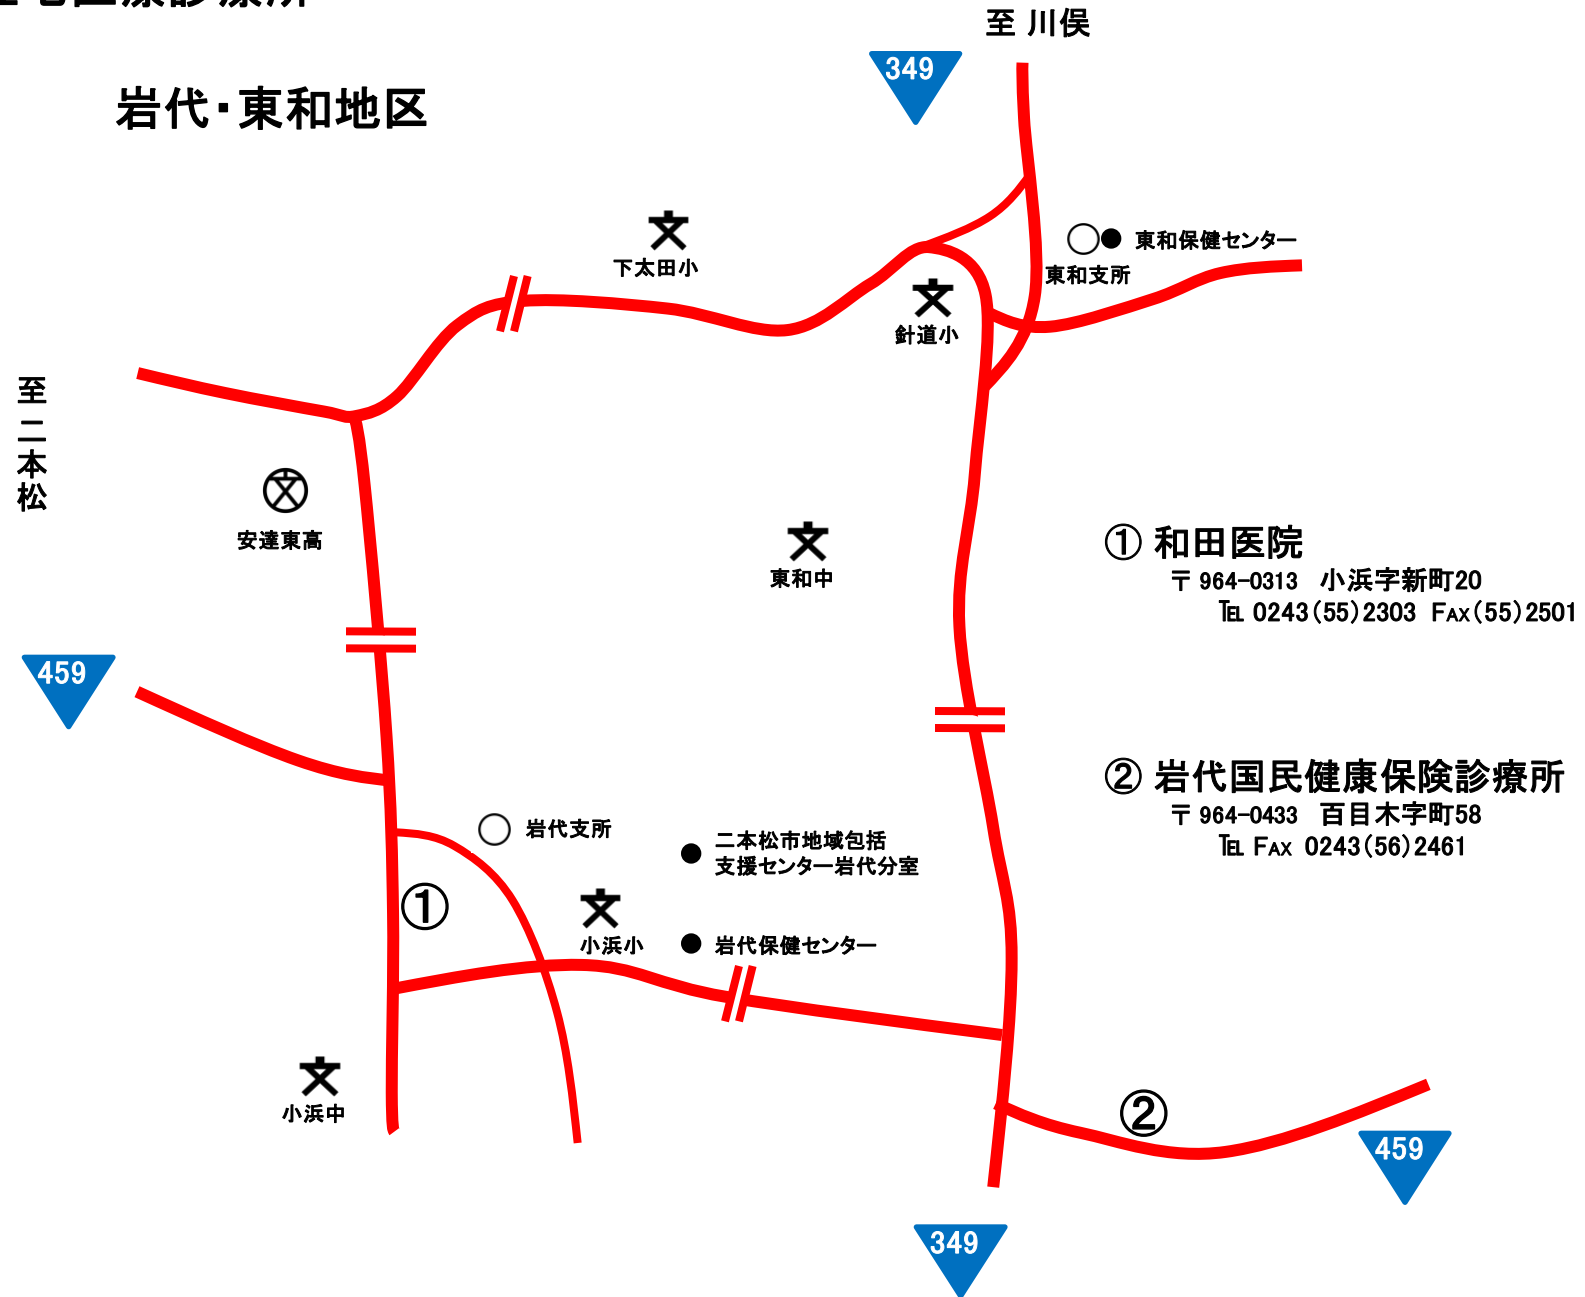 至 川俣
349
岩代・東和地区
東和保健センター
東和支所
下太田小
針道小
至二本松
安達東高
東和中
① 和田医院
〒 964-0313 小浜字新町20
℡ 0243(55)2303 FAX(55)2501
459
② 岩代国民健康保険診療所
〒 964-0433 百目木字町58
℡ FAX 0243(56)2461
岩代支所
二本松市地域包括
支援センター岩代分室
①
小浜小
岩代保健センター
小浜中
②
459
349